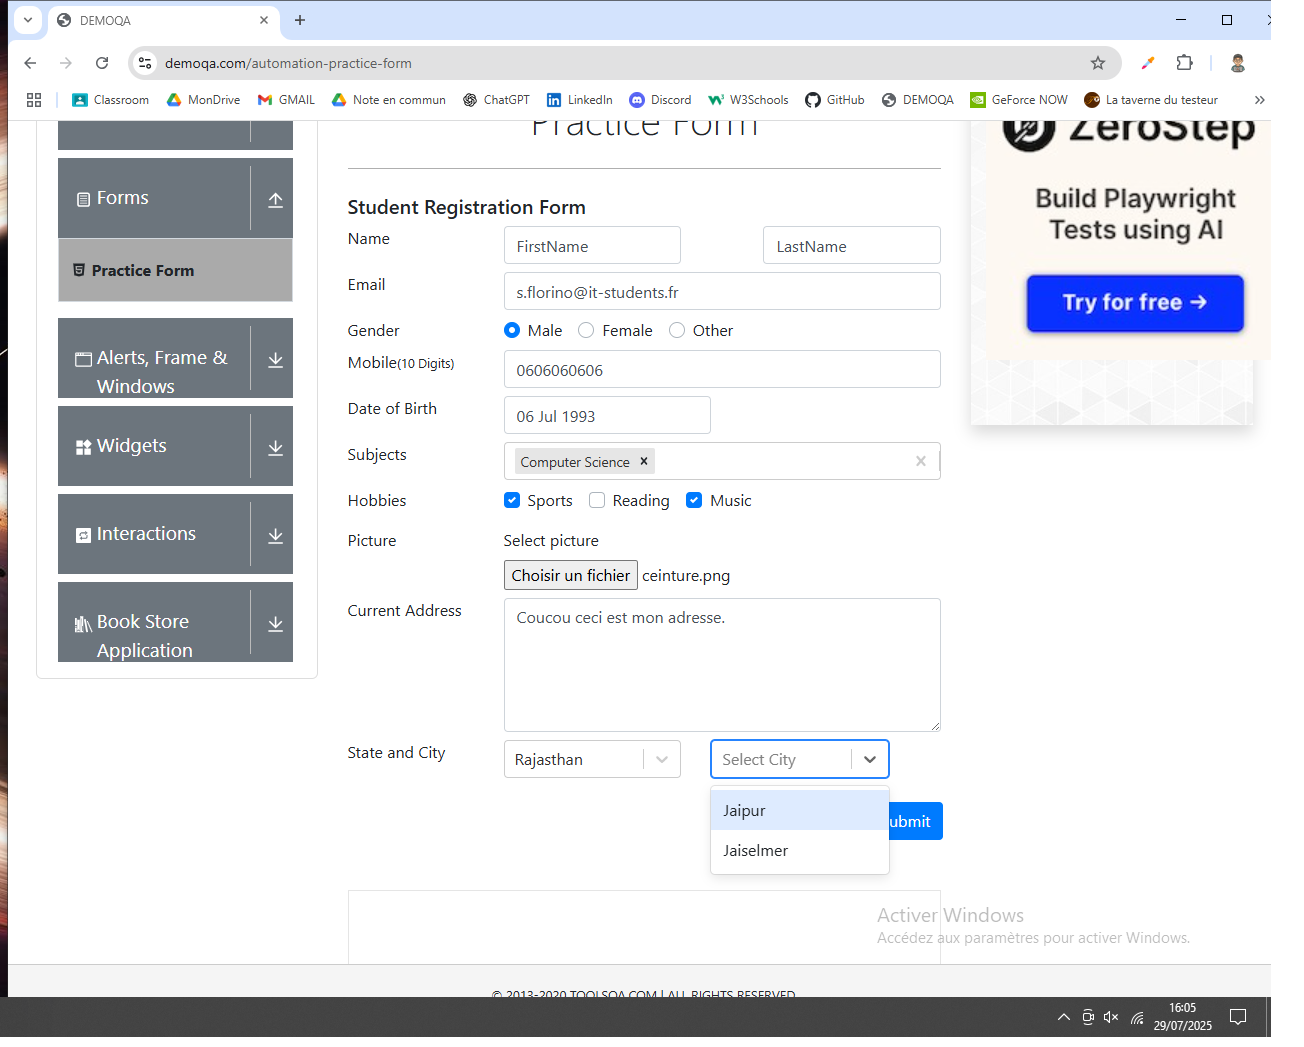 DEMOQA
demoqa.com/automation-practice-form
Classroom
MonDrive
GMAIL
Note en commun
ChatGPT
LinkedIn
Discord
W3Schools
GitHub
DEMOQA
GeForce NOW
La taverne du testeur
Forms
Practice Form
Alerts, Frame &
Windows
Widgets
Interactions
Book Store
Application
Practice Form
Student Registration Form
Name
FirstName
LastName
Email
s.florino@it-students.fr
Gender
Male
Female
Other
Mobile(10 Digits)
0606060606
Date of Birth
06 Jul 1993
Subjects
Computer Science
Hobbies
Sports
Reading
Music
Picture
Select picture
Choisir un fichier
ceinture.png
Current Address
Coucou ceci est mon adresse.
State and City
Rajasthan
Select City
Jaipur
Jaiselmer
ubmit
ZeroStep
Build Playwright
Tests using AI
Try for free →
Activer Windows
Accédez aux paramètres pour activer Windows.
© 2013-2020 TOOLSQA.COM | ALL RIGHTS RESERVED
16:05
29/07/2025